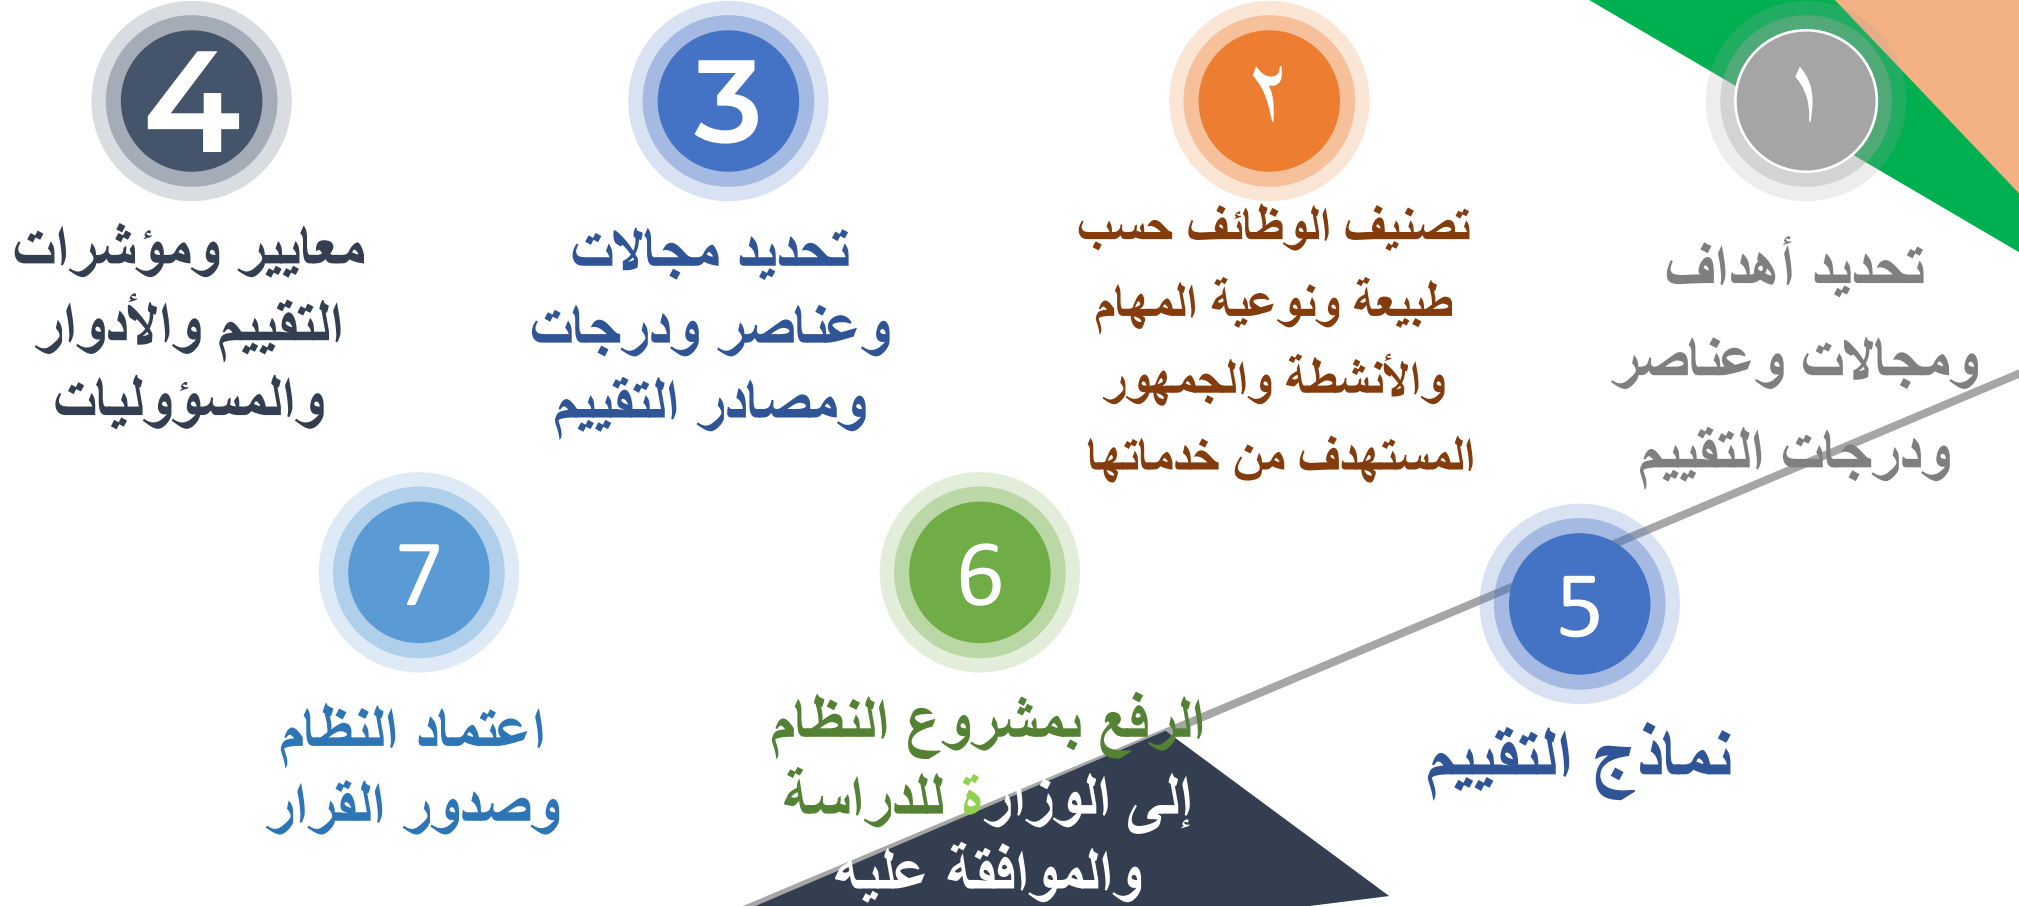 ١
تحديد أهداف
ومجالات وعناصر
ودرجات التقييم
٢
تصنيف الوظائف حسب
طبيعة ونوعية المهام
والأنشطة والجمهور
المستهدف من خدماتها
3
تحديد مجالات
وعناصر ودرجات
ومصادر التقييم
4
معايير ومؤشرات
التقييم والأدوار
والمسؤوليات
5
نماذج التقييم
6
الرفع بمشروع النظام
إلى الوزارة للدراسة
والموافقة عليه
7
اعتماد النظام
وصدور القرار